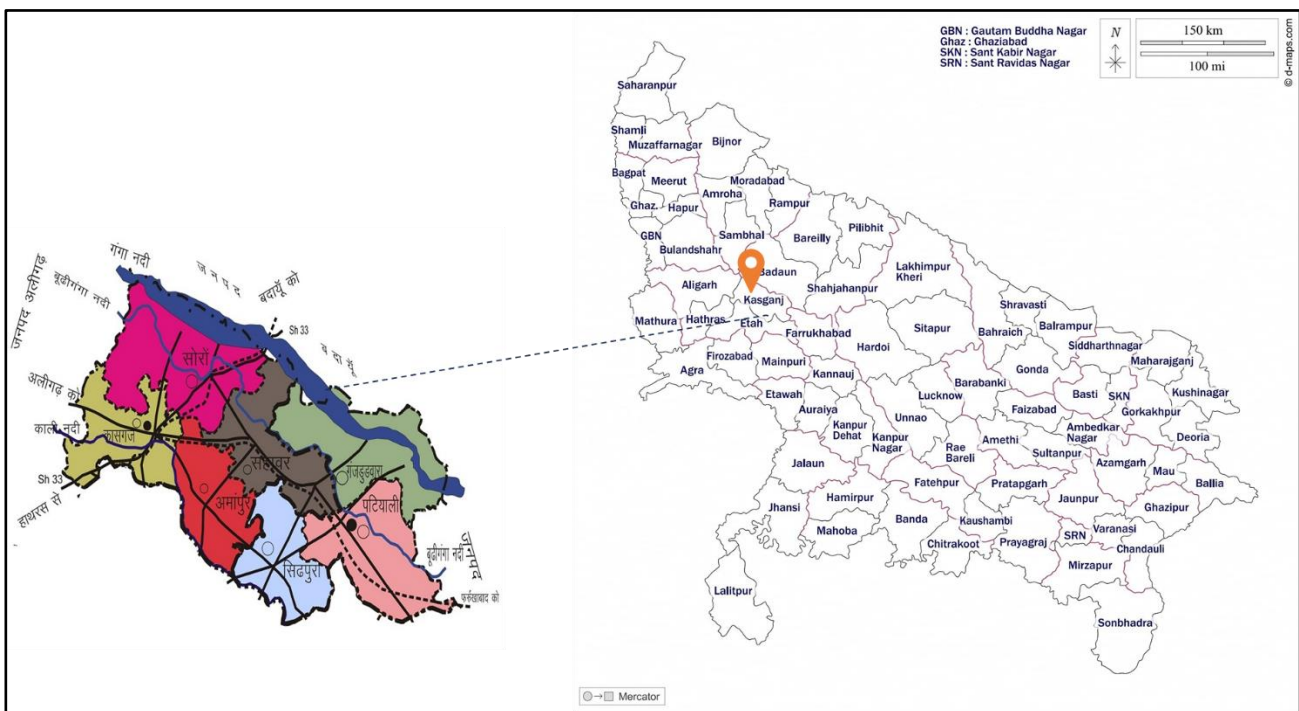 गंगा नदी
बूढीगंगा नदी
जनपद अलीगढ़
ज न प द
बदायूँ को
Sh 33
ब दा यूँ
सोरों
अलीगढ़ को
काली नदी
कासगंज
Sh 33
हाथरस से
सहावर
अमांपुर
गंजडुडवारा
पटियाली
सिढपुरा
बूढीगंगा नदी
जनपद
फर्रुखाबाद को
GBN : Gautam Buddha Nagar
Ghaz : Ghaziabad
SKN : Sant Kabir Nagar
SRN : Sant Ravidas Nagar
N
150 km
100 mi
© d-maps.com
Saharanpur
Shamli
Muzaffarnagar
Bijnor
Bagpat
Meerut
Moradabad
Amroha
Rampur
Ghaz.
Hapur
GBN
Sambhal
Bareilly
Pilibhit
Bulandshahr
Badaun
Lakhimpur
Kheri
Aligarh
Shahjahanpur
Kasganj
Shravasti
Mathura
Hathras
Etah
Farrukhabad
Sitapur
Bahraich
Balrampur
Hardoi
Siddharthnagar
Maharajganj
Firozabad
Mainpuri
Agra
Kannauj
Gonda
Barabanki
Kushinagar
Etawah
Lucknow
Basti
SKN
Auraiya
Unnao
Faizabad
Gorkakhpur
Kanpur
Dehat
Kanpur
Nagar
Ambedkar
Nagar
Deoria
Rae
Bareli
Amethi
Sultanpur
Jalaun
Azamgarh
Mau
Fatehpur
Pratapgarh
Ballia
Hamirpur
Jaunpur
Jhansi
Ghazipur
Mahoba
Banda
Kaushambi
Varanasi
Chitrakoot
Prayagraj
SRN
Chandauli
Mirzapur
Lalitpur
Sonbhadra
Mercator